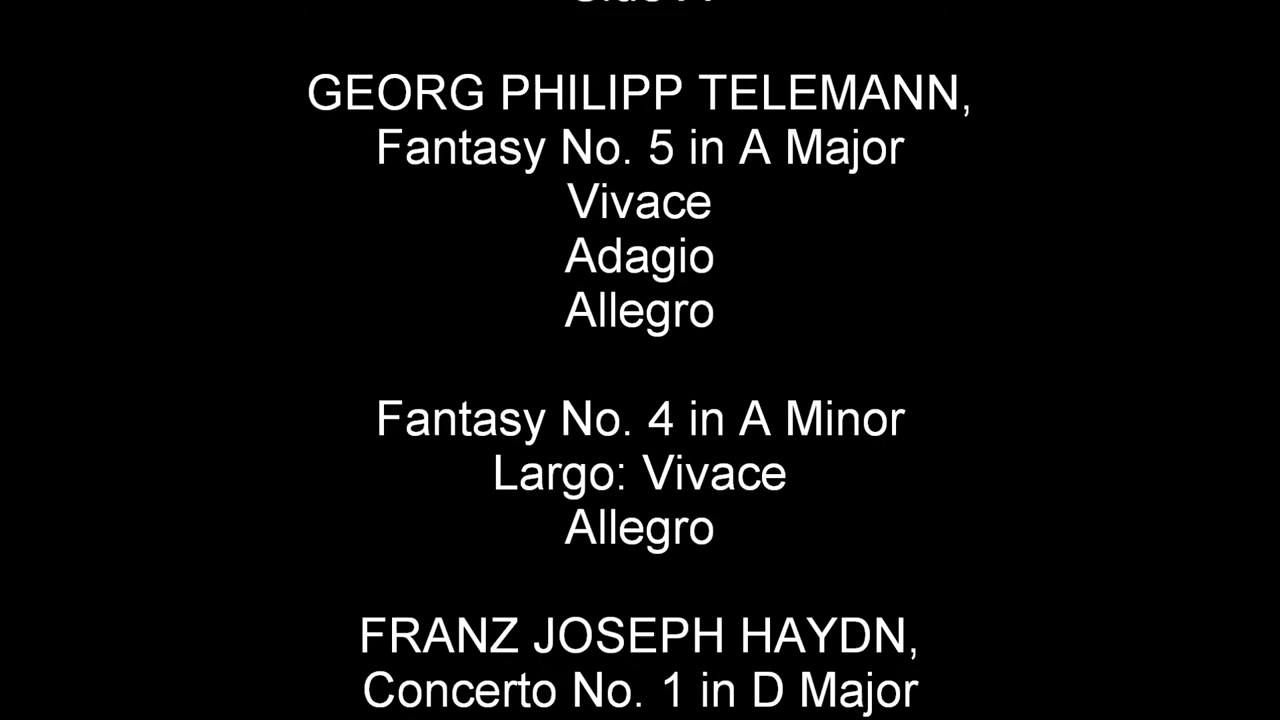 GEORG PHILIPP TELEMANN,
Fantasy No. 5 in A Major
Vivace
Adagio
Allegro
Fantasy No. 4 in A Minor
Largo: Vivace
Allegro
FRANZ JOSEPH HAYDN,
Concerto No. 1 in D Major